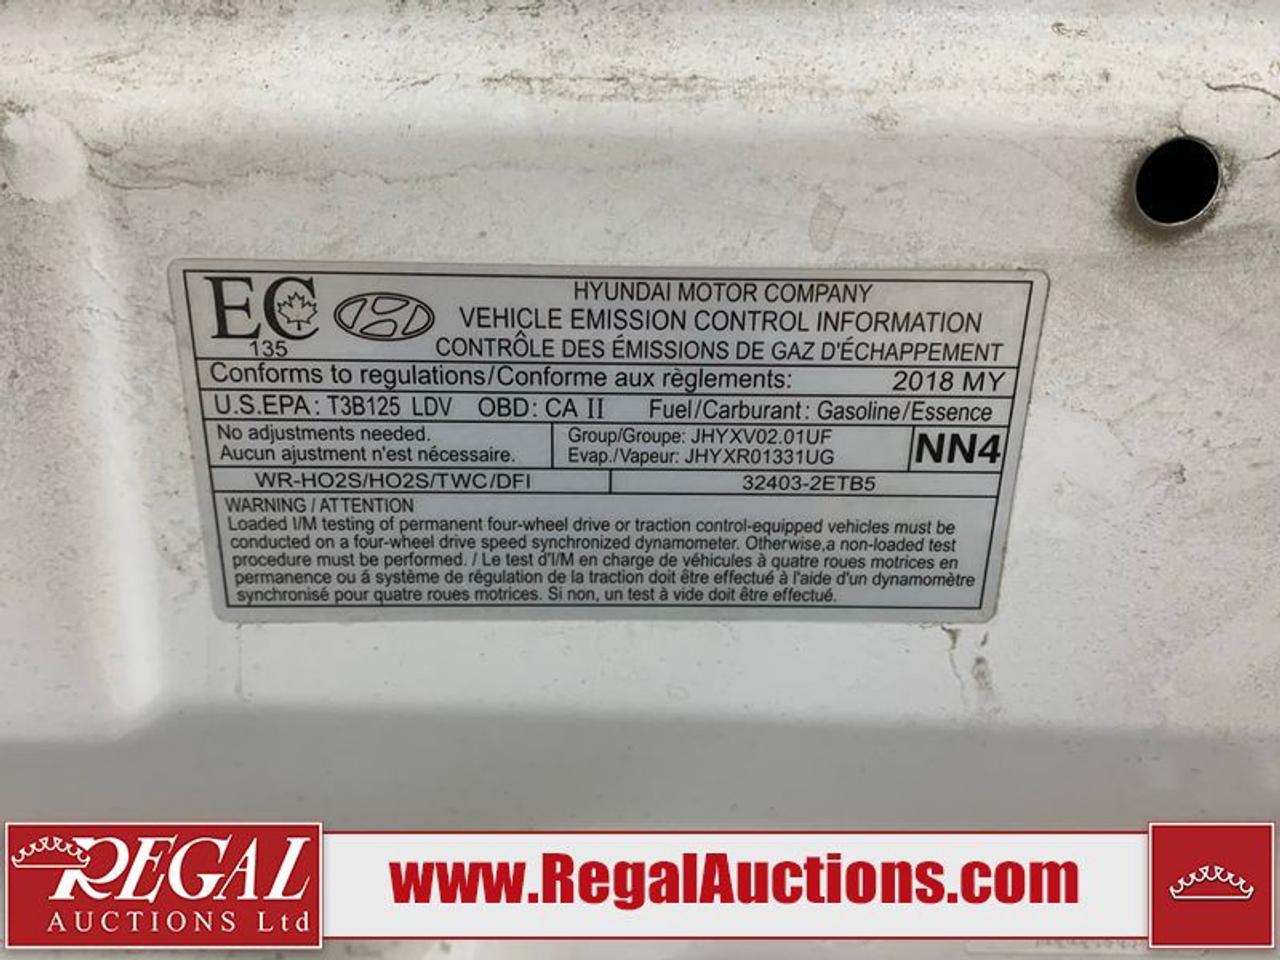 EC
135
HYUNDAI MOTOR COMPANY
VEHICLE EMISSION CONTROL INFORMATION
CONTRÔLE DES ÉMISSIONS DE GAZ D'ÉCHAPPEMENT
Conforms to regulations/Conforme aux règlements: 2018 MY
U.S.EPA : T3B125 LDV OBD: CA II Fuel/Carburant: Gasoline/Essence
No adjustments needed.
Aucun ajustment n'est nécessaire.
Group/Groupe: JHYXV02.01UF
Evap./Vapeur: JHYXR01331UG
NN4
WR-HO2S/HO2S/TWC/DFI 32403-2ETB5
WARNING / ATTENTION
Loaded I/M testing of permanent four-wheel drive or traction control-equipped vehicles must be
conducted on a four-wheel drive speed synchronized dynamometer. Otherwise,a non-loaded test
procedure must be performed. / Le test d'I/M en charge de véhicules à quatre roues motrices en
permanence ou á système de régulation de la traction doit être effectué à l'aide d'un dynamomètre
synchronisé pour quatre roues motrices. Si non, un test à vide doit être effectué.
REGAL
AUCTIONS Ltd
www.RegalAuctions.com